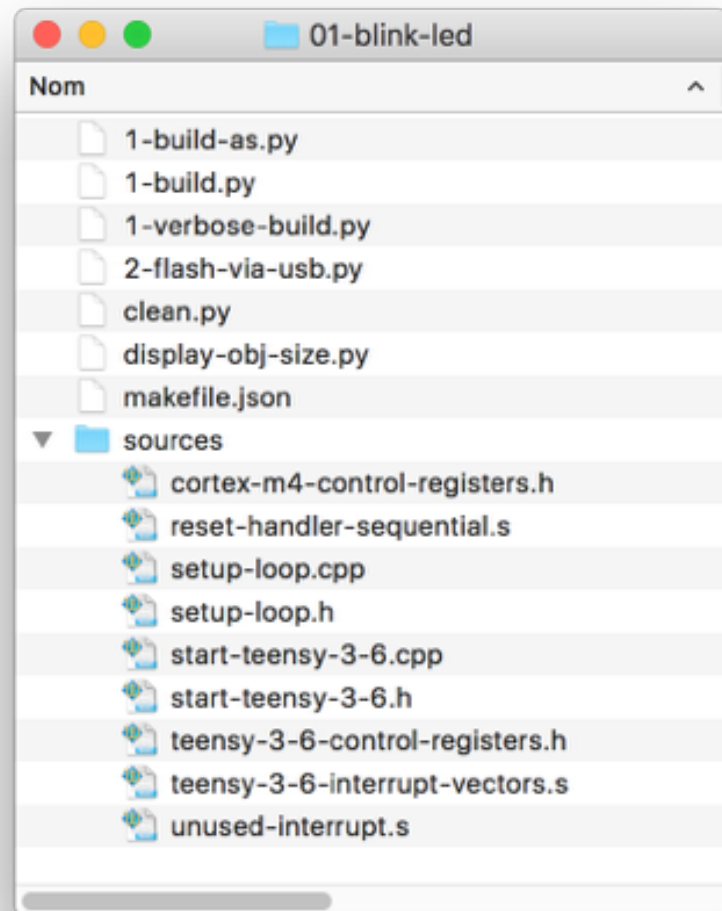 01-blink-led
Nom
1-build-as.py
1-build.py
1-verbose-build.py
2-flash-via-usb.py
clean.py
display-obj-size.py
makefile.json
sources
cortex-m4-control-registers.h
reset-handler-sequential.s
setup-loop.cpp
setup-loop.h
start-teensy-3-6.cpp
start-teensy-3-6.h
teensy-3-6-control-registers.h
teensy-3-6-interrupt-vectors.s
unused-interrupt.s